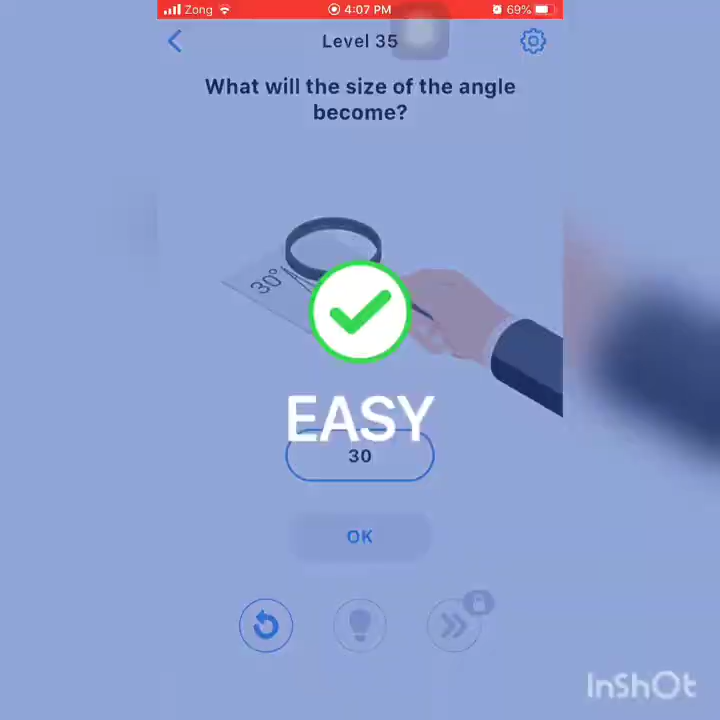 Zong 4:07 PM 69%
Level 35
What will the size of the angle
become?
30°
EASY
30
OK
InShOt